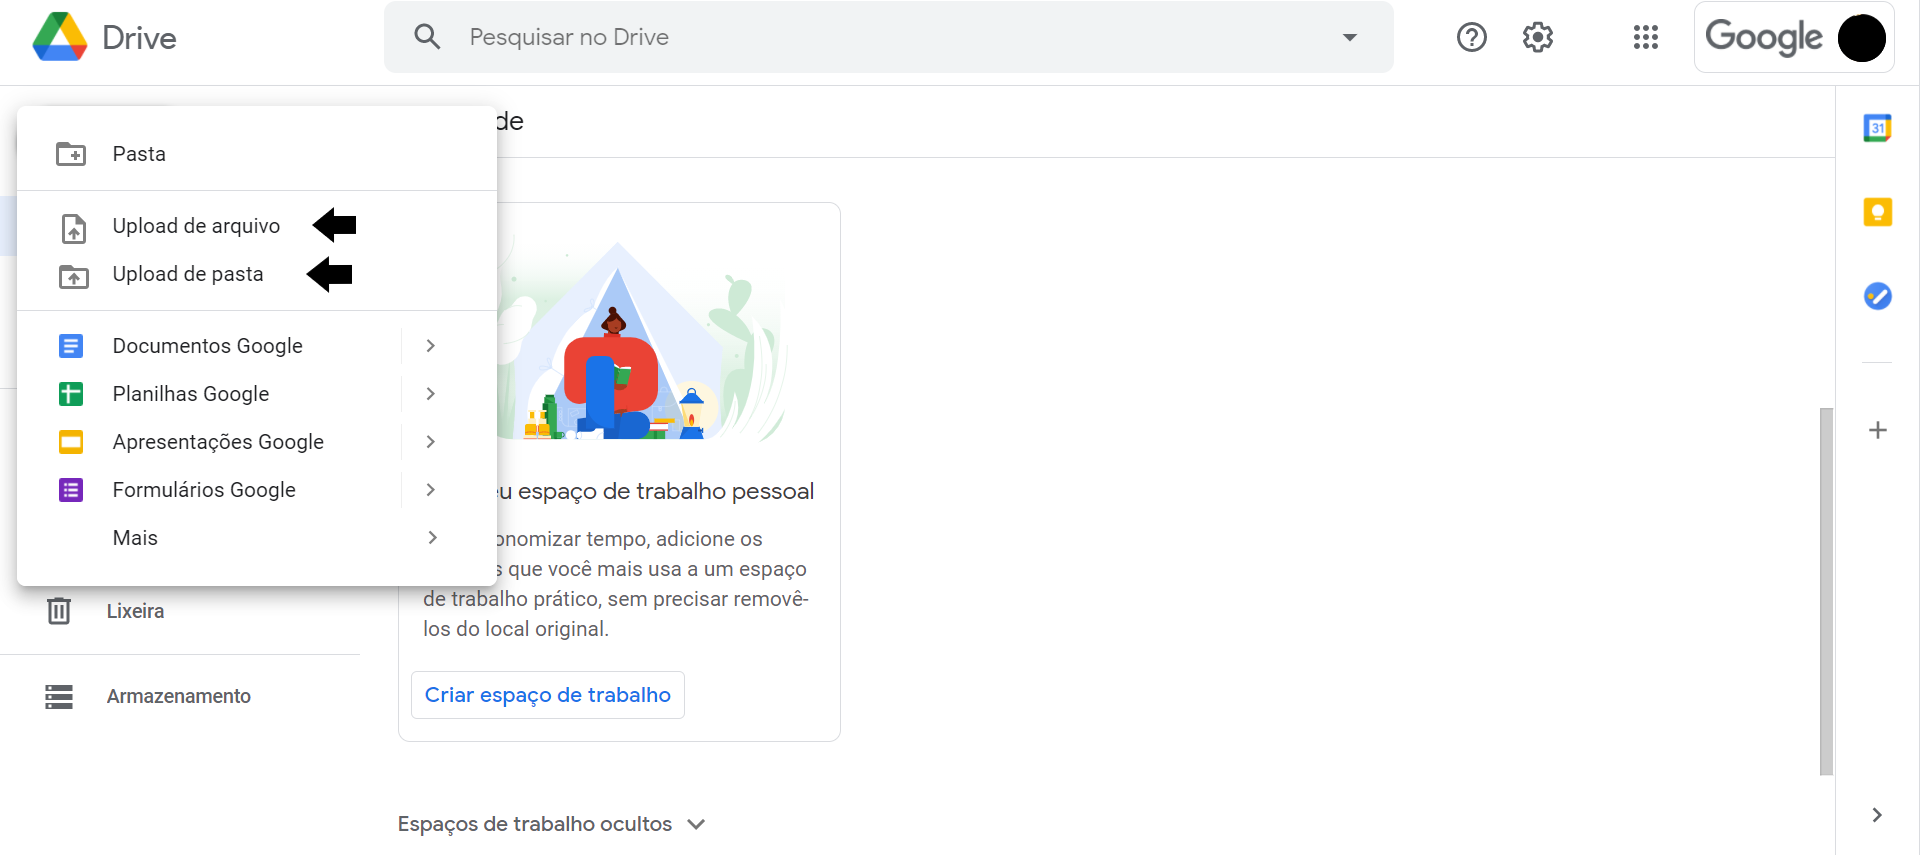 Drive
Pesquisar no Drive
Google
de
Pasta
Upload de arquivo
Upload de pasta
Documentos Google
Planilhas Google
Apresentações Google
Formulários Google
Mais
Lixeira
Armazenamento
eu espaço de trabalho pessoal
onomizar tempo, adicione os
s que você mais usa a um espaço
de trabalho prático, sem precisar removê-
los do local original.
Criar espaço de trabalho
Espaços de trabalho ocultos
31